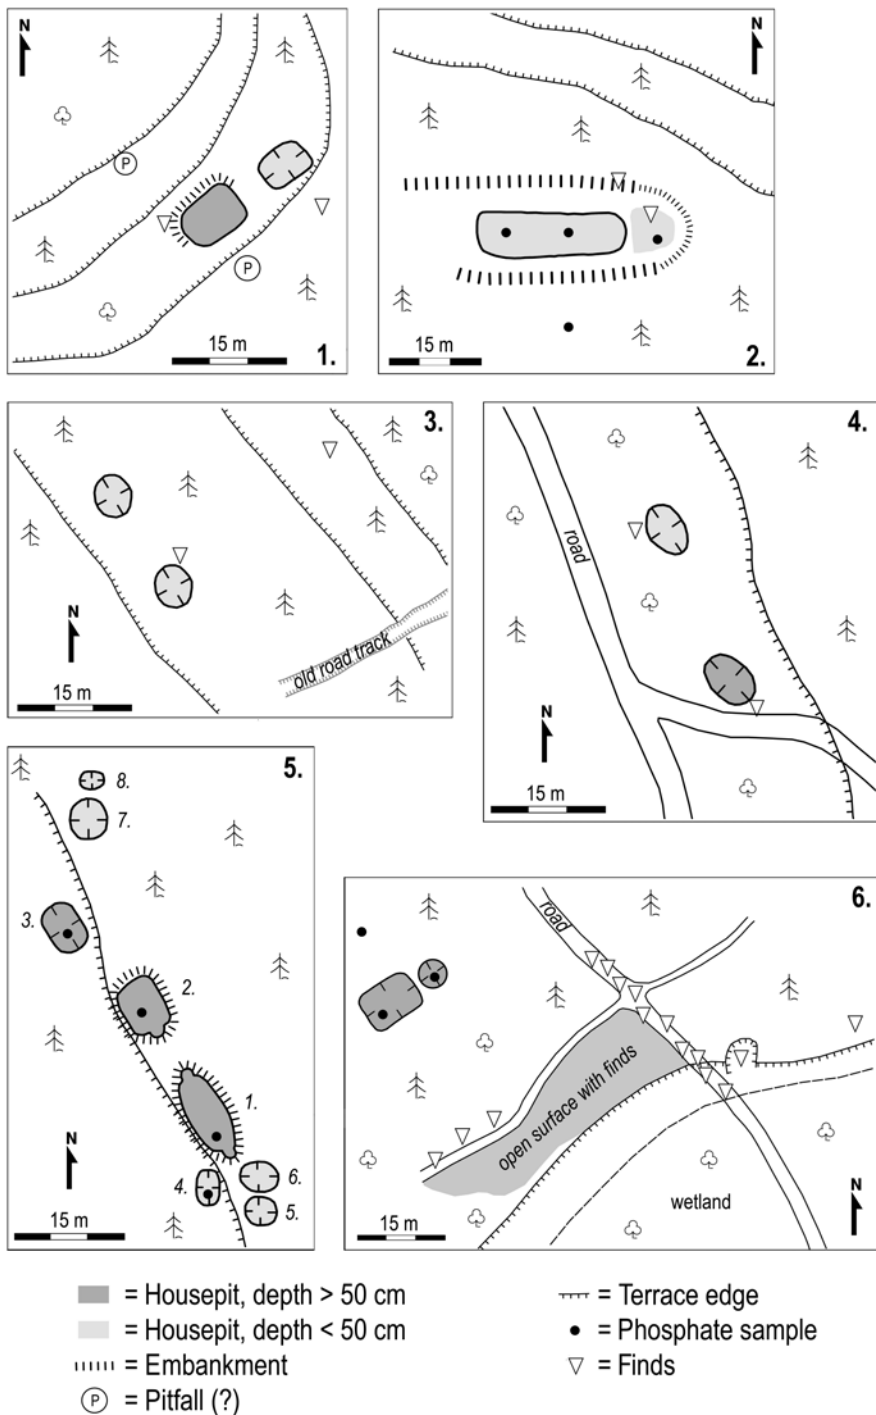 N
P
P
15 m
1.
N
15 m
2.
3.
N
15 m
old road track
4.
road
N
15 m
5.
8.
7.
3.
2.
1.
N
4.
6.
5.
15 m
6.
road
open surface with finds
wetland
N
15 m
= Housepit, depth > 50 cm
= Housepit, depth < 50 cm
= Embankment
P = Pitfall (?)
= Terrace edge
= Phosphate sample
= Finds